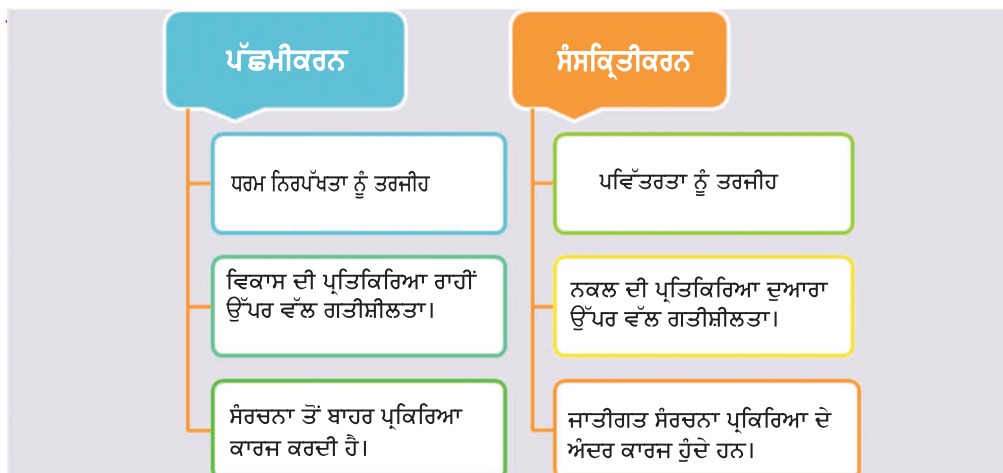 ਪੱਛਮੀਕਰਨ
ਧਰਮ ਨਿਰਪੱਖਤਾ ਨੂੰ ਤਰਜੀਹ
ਵਿਕਾਸ ਦੀ ਪ੍ਰਤਿਕਿਰਿਆ ਰਾਹੀਂ
ਉੱਪਰ ਵੱਲ ਗਤੀਸ਼ੀਲਤਾ।
ਸੰਰਚਨਾ ਤੋਂ ਬਾਹਰ ਪ੍ਰਕਿਰਿਆ
ਕਾਰਜ ਕਰਦੀ ਹੈ।
ਸੰਸਕ੍ਰਿਤੀਕਰਨ
ਪਵਿੱਤਰਤਾ ਨੂੰ ਤਰਜੀਹ
ਨਕਲ ਦੀ ਪ੍ਰਤਿਕਿਰਿਆ ਦੁਆਰਾ
ਉੱਪਰ ਵੱਲ ਗਤੀਸ਼ੀਲਤਾ।
ਜਾਤੀਗਤ ਸੰਰਚਨਾ ਪ੍ਰਕਿਰਿਆ ਦੇ
ਅੰਦਰ ਕਾਰਜ ਹੁੰਦੇ ਹਨ।